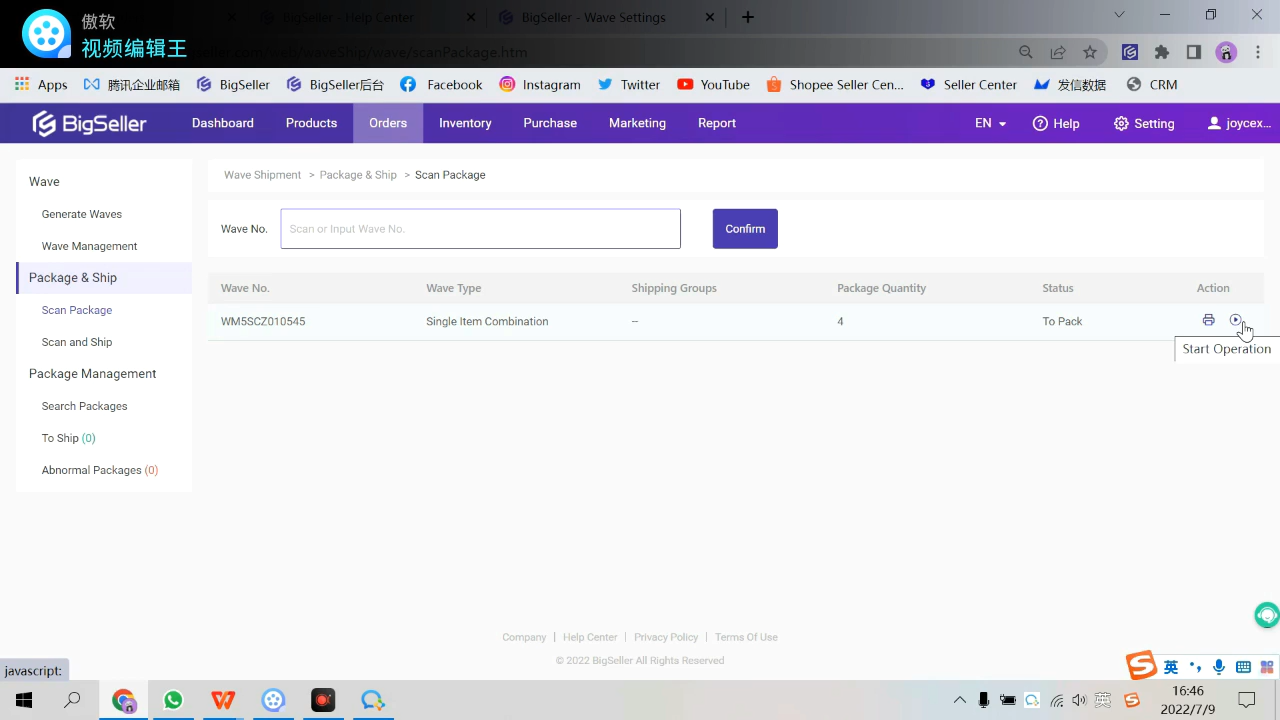 傲软
视频编辑王
BigSeller - Help Center
BigSeller - Wave Settings
/web/waveShip/wave/scanPackage.htm
Apps
腾讯企业邮箱
BigSeller
BigSeller后台
Facebook
Instagram
Twitter
YouTube
Shopee Seller Cen...
Seller Center
发信数据
CRM
BigSeller
Dashboard
Products
Orders
Inventory
Purchase
Marketing
Report
EN
Help
Setting
joycex...
Wave
Generate Waves
Wave Management
Package & Ship
Scan Package
Scan and Ship
Package Management
Search Packages
To Ship (0)
Abnormal Packages (0)
Wave Shipment > Package & Ship > Scan Package
Wave No. Scan or Input Wave No. Confirm
Wave No. Wave Type Shipping Groups Package Quantity Status Action
WM5SCZ010545 Single Item Combination -- 4 To Pack
Start Operation
Company | Help Center | Privacy Policy | Terms Of Use
© 2022 BigSeller All Rights Reserved
javascript:
英
英
16:46
2022/7/9